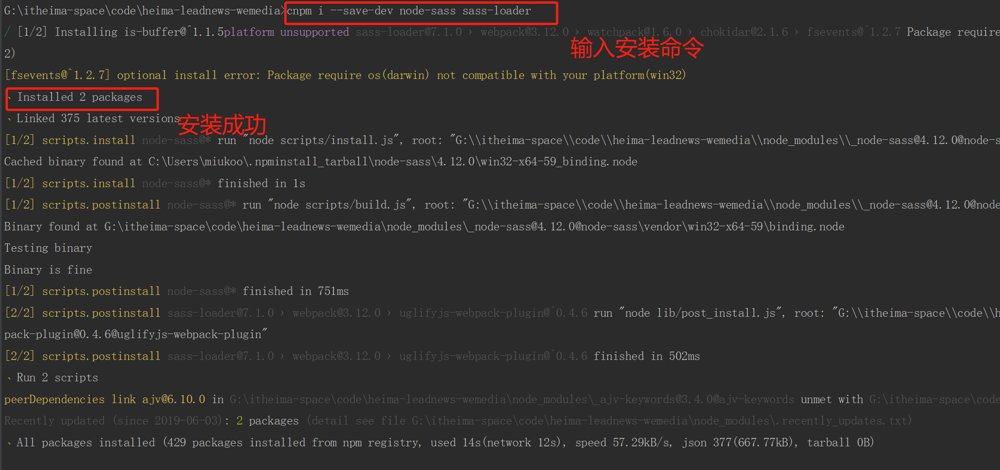 G:\itheima-space\code\heima-leadnews-wemedia>cnpm i --save-dev node-sass sass-loader
/ [1/2] Installing is-buffer@^1.1.5platform unsupported sass-loader@7.1.0 › webpack@3.12.0 › watchpack@1.6.0 › chokidar@2.1.6 › fsevents@^1.2.7 Package require
输入安装命令
2)
[fsevents@^1.2.7] optional install error: Package require os(darwin) not compatible with your platform(win32)
Installed 2 packages
Linked 375 latest versions
安装成功
[1/2] scripts.install node-sass@* run "node scripts/install.js", root: "G:\\itheima-space\\code\\heima-leadnews-wemedia\\node_modules\\_node-sass@4.12.0@node-s
Cached binary found at C:\Users\miukoo\.npminstall_tarball\node-sass\4.12.0\win32-x64-59_binding.node
[1/2] scripts.install node-sass@* finished in 1s
[1/2] scripts.postinstall node-sass@* run "node scripts/build.js", root: "G:\\itheima-space\\code\\heima-leadnews-wemedia\\node_modules\\_node-sass@4.12.0@node
Binary found at G:\itheima-space\code\heima-leadnews-wemedia\node_modules\_node-sass@4.12.0@node-sass\vendor\win32-x64-59\binding.node
Testing binary
Binary is fine
[1/2] scripts.postinstall node-sass@* finished in 751ms
[2/2] scripts.postinstall sass-loader@7.1.0 › webpack@3.12.0 › uglifyjs-webpack-plugin@^0.4.6 run "node lib/post_install.js", root: "G:\\itheima-space\\code\\h
pack-plugin@0.4.6@uglifyjs-webpack-plugin"
[2/2] scripts.postinstall sass-loader@7.1.0 › webpack@3.12.0 › uglifyjs-webpack-plugin@^0.4.6 finished in 502ms
Run 2 scripts
peerDependencies link ajv@6.10.0 in G:\itheima-space\code\heima-leadnews-wemedia\node_modules\_ajv-keywords@3.4.0@ajv-keywords unmet with G:\itheima-space\code
Recently updated (since 2019-06-03): 2 packages (detail see file G:\itheima-space\code\heima-leadnews-wemedia\node_modules\.recently_updates.txt)
All packages installed (429 packages installed from npm registry, used 14s(network 12s), speed 57.29kB/s, json 377(667.77kB), tarball 0B)